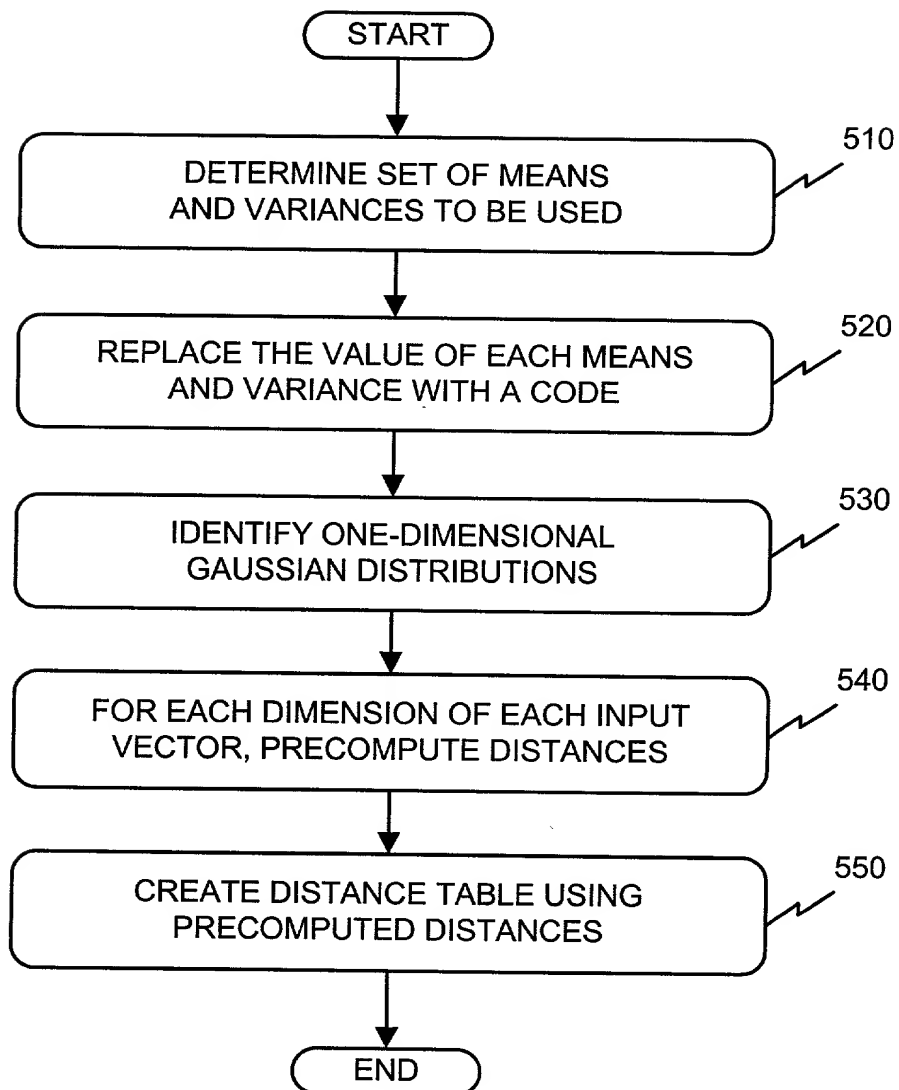 START
510
DETERMINE SET OF MEANS
AND VARIANCES TO BE USED
520
REPLACE THE VALUE OF EACH MEANS
AND VARIANCE WITH A CODE
530
IDENTIFY ONE-DIMENSIONAL
GAUSSIAN DISTRIBUTIONS
540
FOR EACH DIMENSION OF EACH INPUT
VECTOR, PRECOMPUTE DISTANCES
550
CREATE DISTANCE TABLE USING
PRECOMPUTED DISTANCES
END